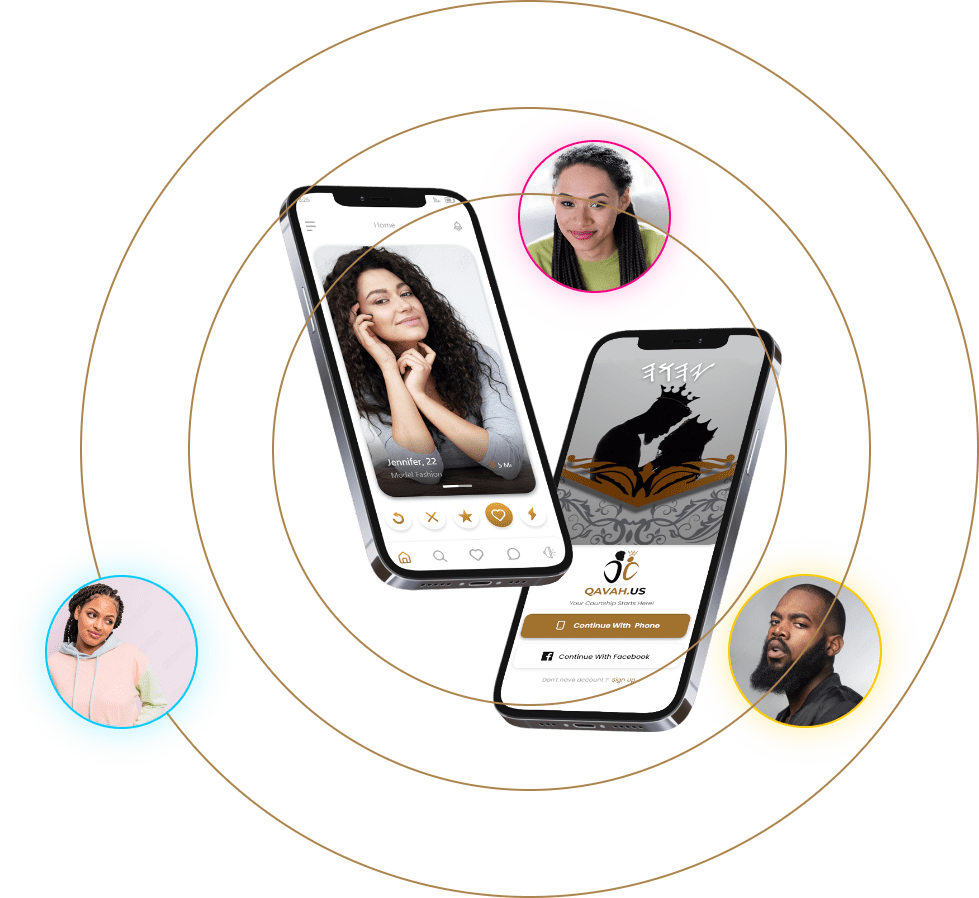 Home
Jennifer, 22
Model Fashion
𐤉𐤄𐤅𐤄
QAVAH.US
Your Courtship Starts Here!
Continue With Phone
Continue With Facebook
Don't have account ? Sign Up